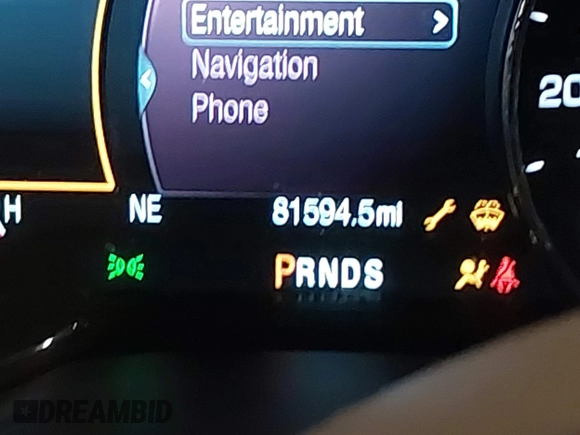 Entertainment >
Navigation
Phone
20
H
NE
81594.5mi
PRNDS
DREAMBID